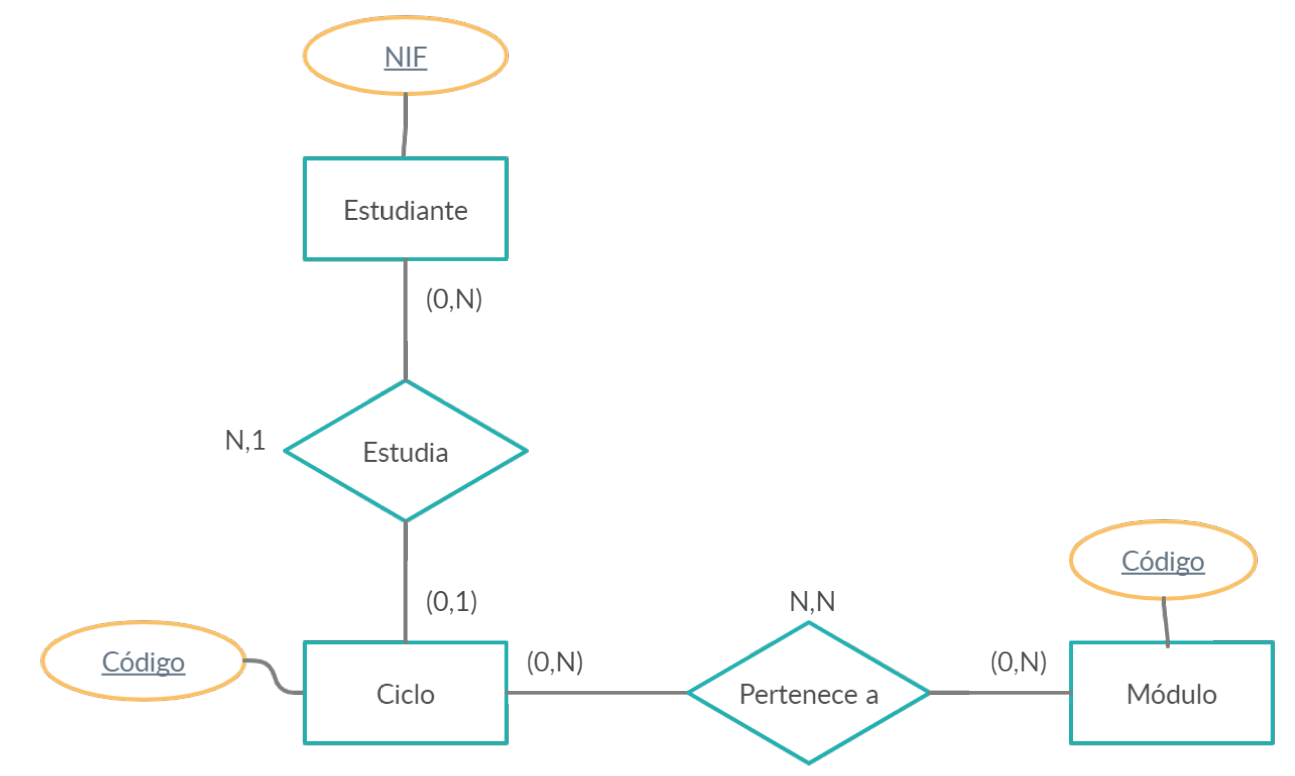 NIF
Estudiante
(0,N)
N,1
Estudia
(0,1)
N,N
Código
Código
(0,N)
(0,N)
Ciclo
Pertenece a
Módulo